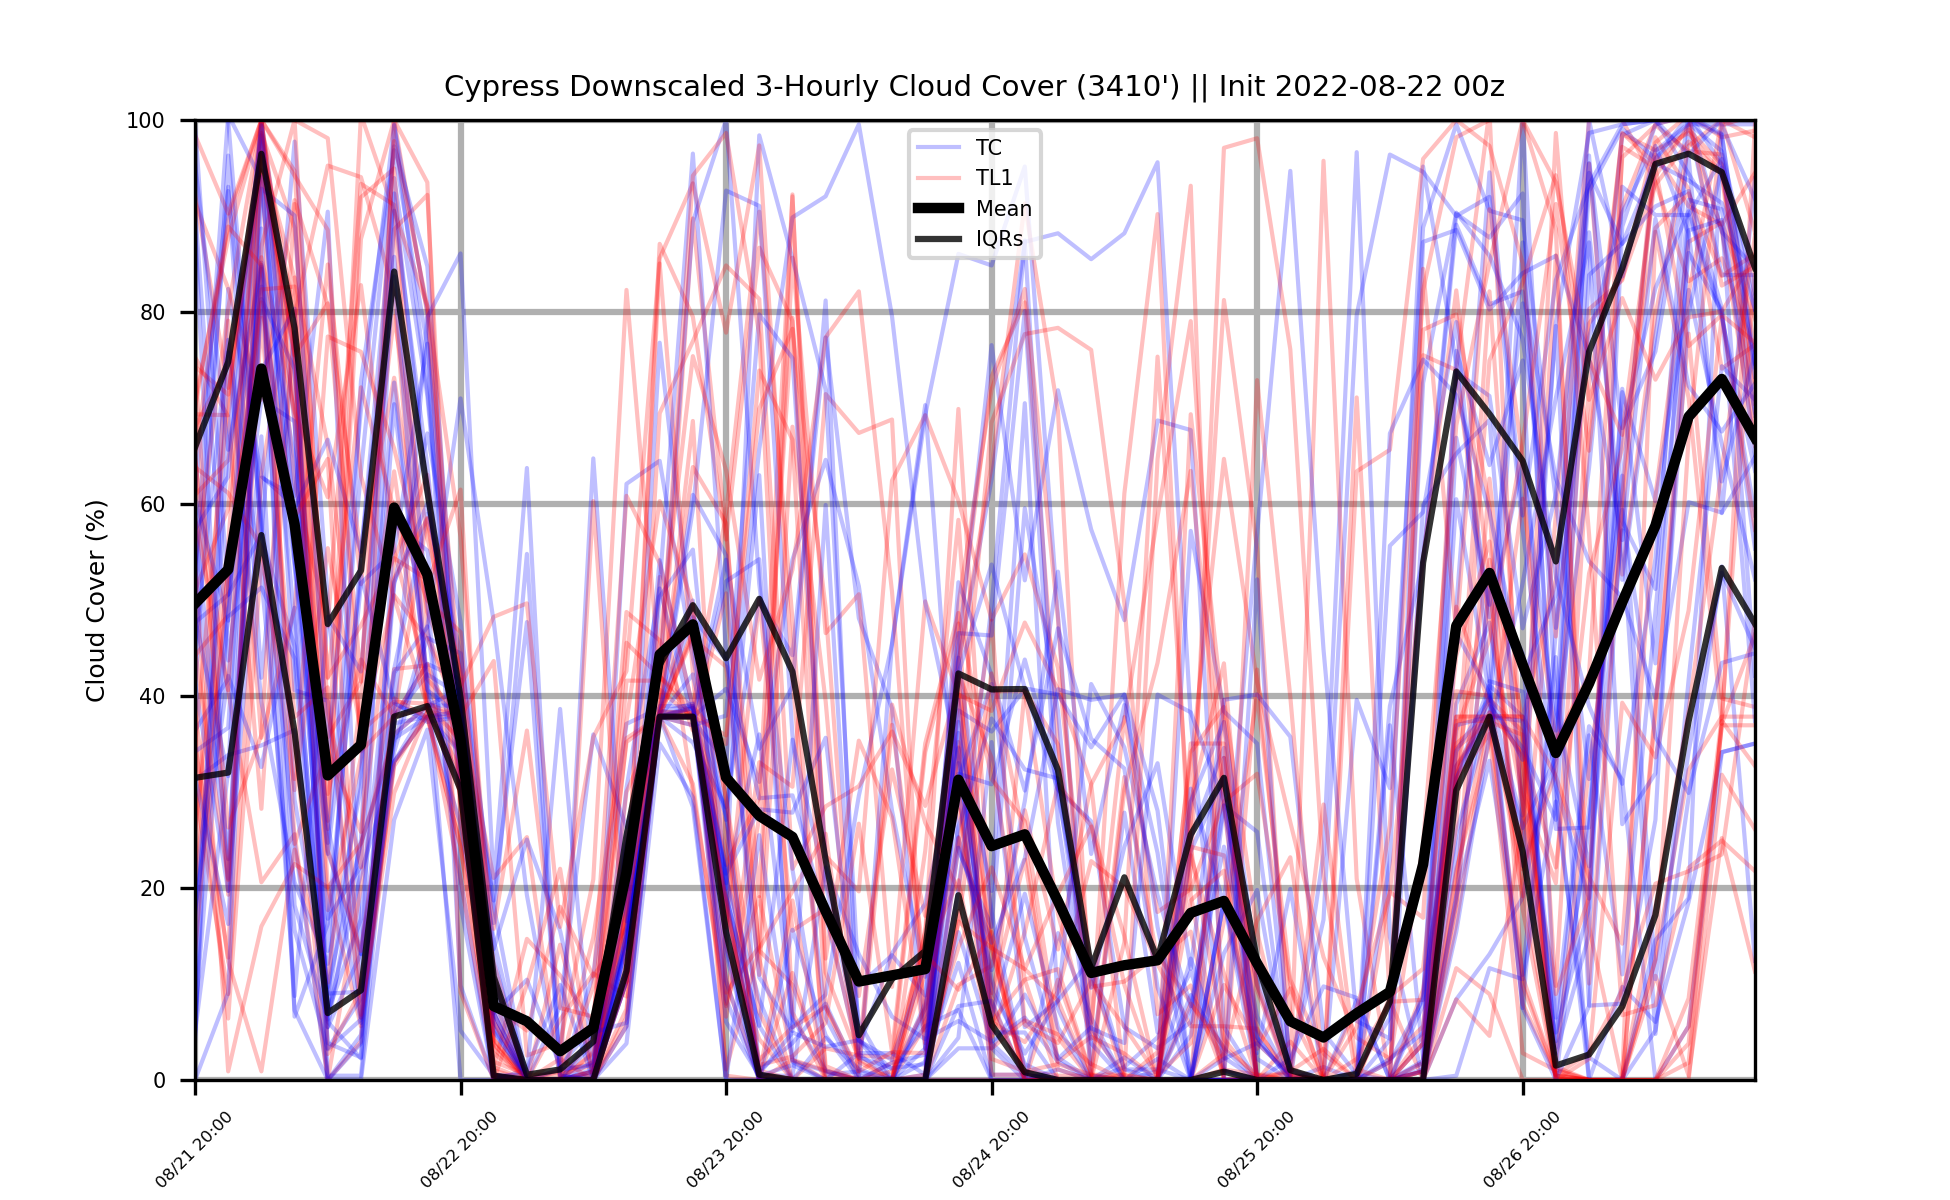 Cypress Downscaled 3-Hourly Cloud Cover (3410') || Init 2022-08-22 00z
TC
TL1
Mean
IQRs
Cloud Cover (%)
100
80
60
40
20
0
08/21 20:00
08/22 20:00
08/23 20:00
08/24 20:00
08/25 20:00
08/26 20:00